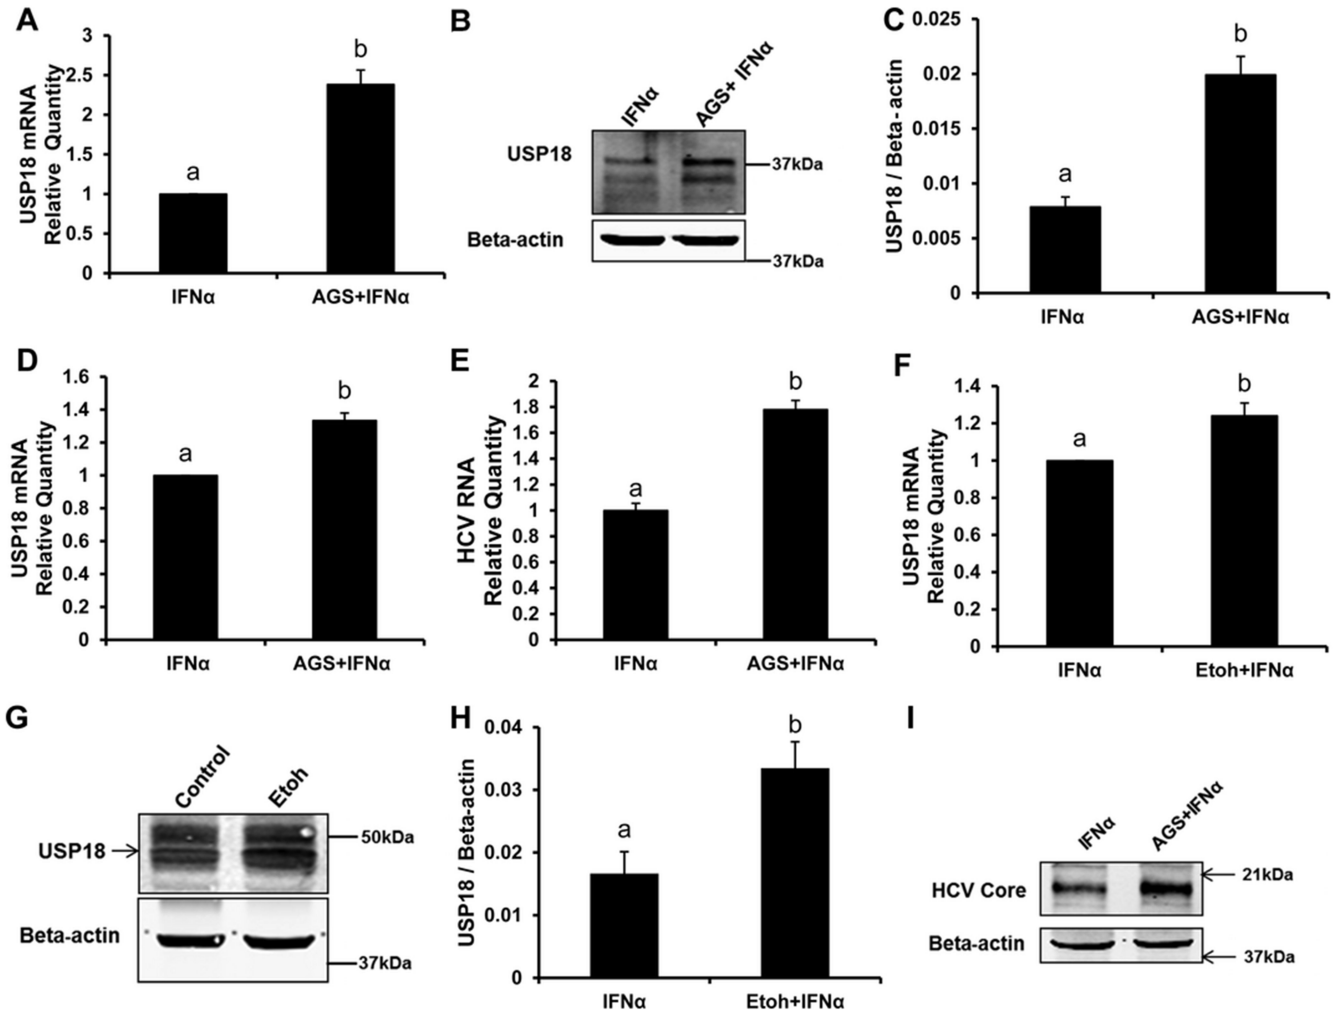 A
USP18 mRNA
Relative Quantity
3
2.5
2
1.5
1
0.5
0
a
b
IFNα
AGS+IFNα
B
IFNα
AGS+ IFNα
USP18
37kDa
Beta-actin
37kDa
C
USP18 / Beta- actin
0.025
0.02
0.015
0.01
0.005
0
a
b
IFNα
AGS+IFNα
D
USP18 mRNA
Relative Quantity
1.6
1.4
1.2
1
0.8
0.6
0.4
0.2
0
a
b
IFNα
AGS+IFNα
E
HCV RNA
Relative Quantity
2
1.8
1.6
1.4
1.2
1
0.8
0.6
0.4
0.2
0
a
b
IFNα
AGS+IFNα
F
USP18 mRNA
Relative Quantity
1.4
1.2
1
0.8
0.6
0.4
0.2
0
a
b
IFNα
Etoh+IFNα
G
Control
Etoh
USP18
50kDa
Beta-actin
37kDa
H
USP18 / Beta-actin
0.04
0.03
0.02
0.01
0
a
b
IFNα
Etoh+IFNα
I
IFNα
AGS+IFNα
HCV Core
21kDa
Beta-actin
37kDa